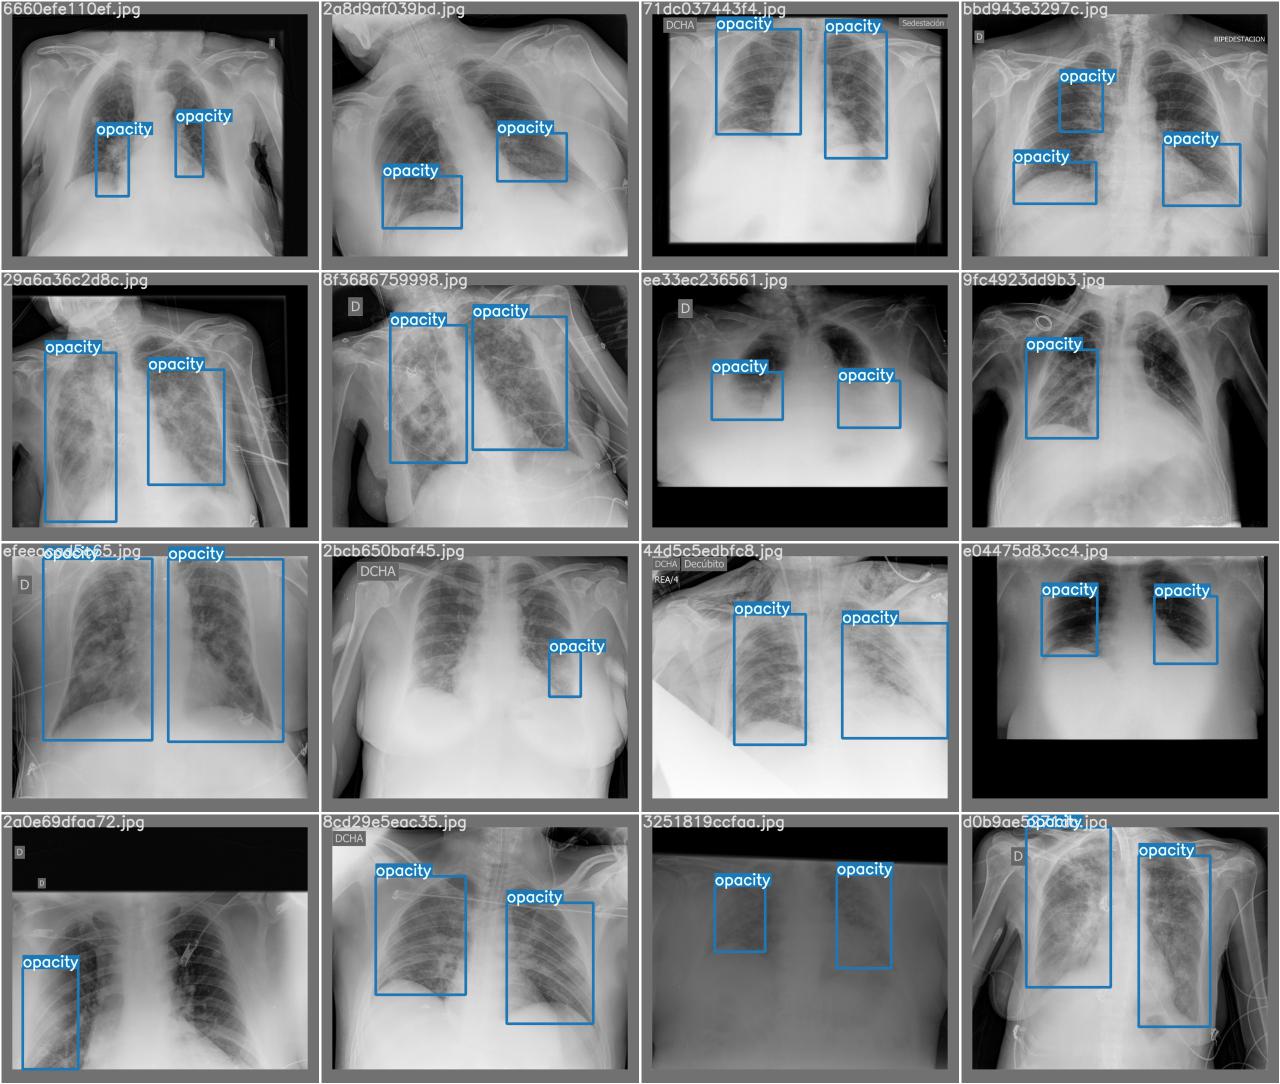 6660efe110ef.jpg
opacity
opacity
2a8d9af039bd.jpg
opacity
opacity
71dc037443f4.jpg
DCHA
Sedestación
opacity
opacity
bbd943e3297c.jpg
D
BIPEDESTACION
opacity
opacity
opacity
29a6a36c2d8c.jpg
opacity
opacity
8f3686759998.jpg
D
opacity
opacity
ee33ec236561.jpg
D
opacity
opacity
9fc4923dd9b3.jpg
opacity
opacity
opacity
D
2bcb650baf45.jpg
DCHA
opacity
44d5c5edbfc8.jpg
DCHA Decúbito
REA/4
opacity
opacity
e04475d83cc4.jpg
opacity
opacity
2a0e69dfaa72.jpg
D
D
opacity
8cd29e5eac35.jpg
DCHA
opacity
opacity
3251819ccfaa.jpg
opacity
opacity
opacity
D
opacity